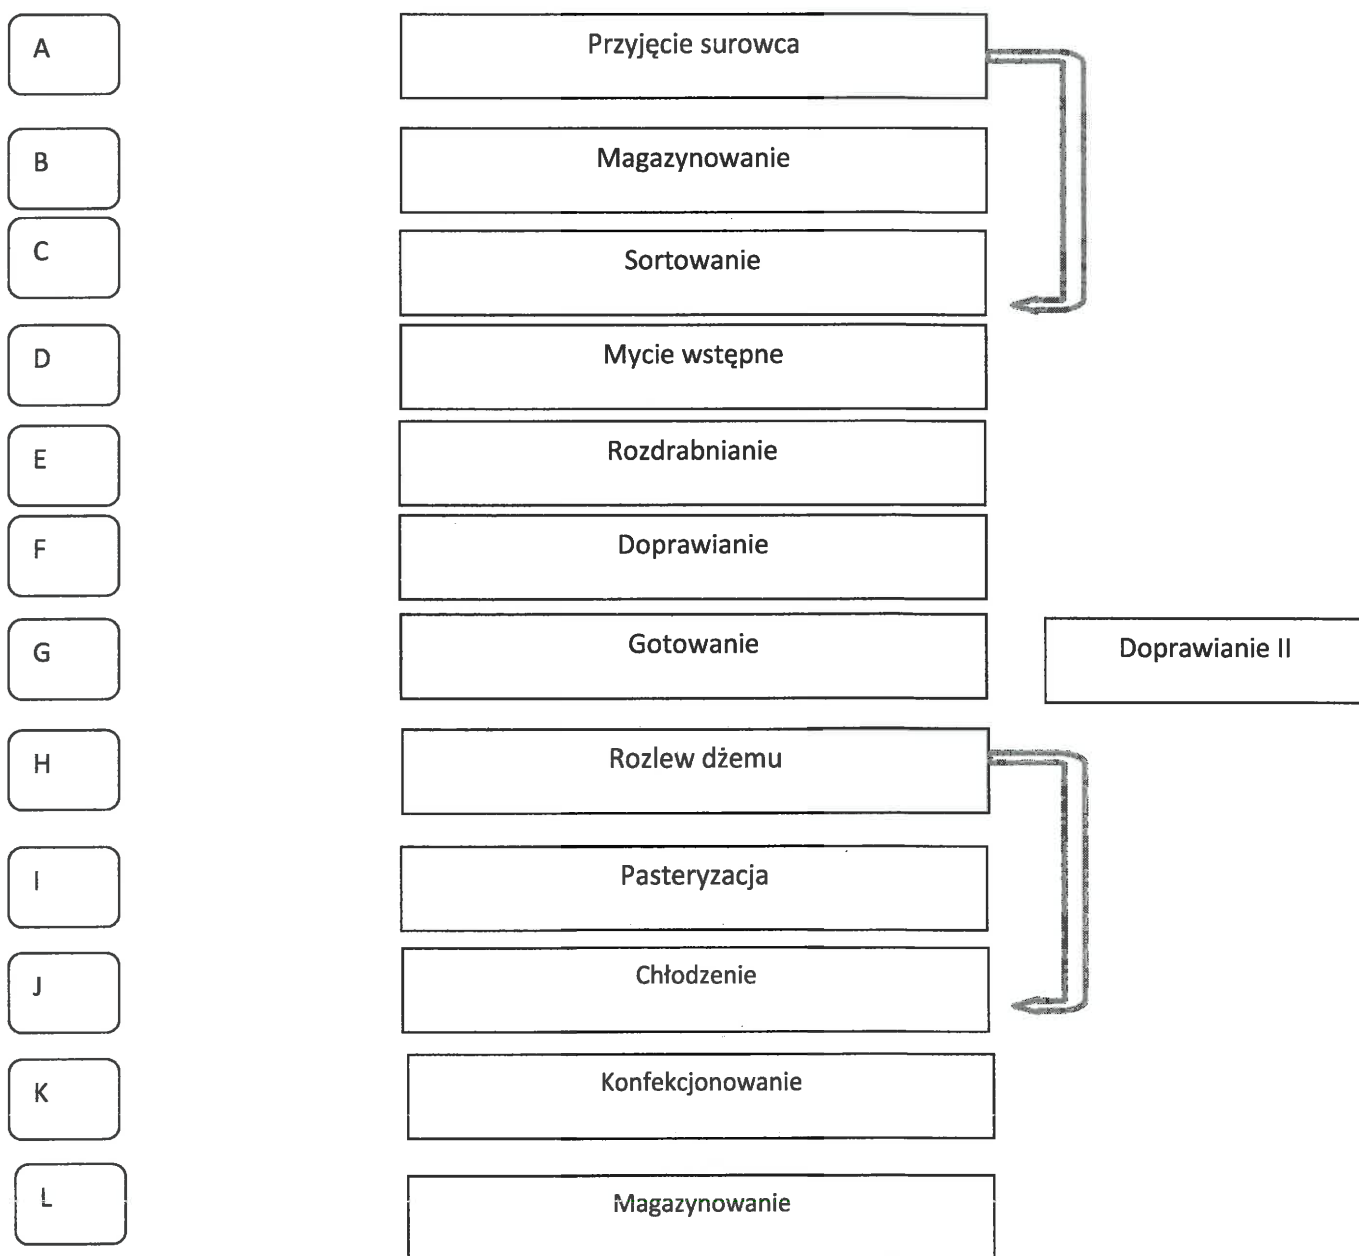 A
Przyjęcie surowca
B
Magazynowanie
C
Sortowanie
D
Mycie wstępne
E
Rozdrabnianie
F
Doprawianie
G
Gotowanie
Doprawianie II
H
Rozlew dżemu
I
Pasteryzacja
J
Chłodzenie
K
Konfekcjonowanie
L
Magazynowanie